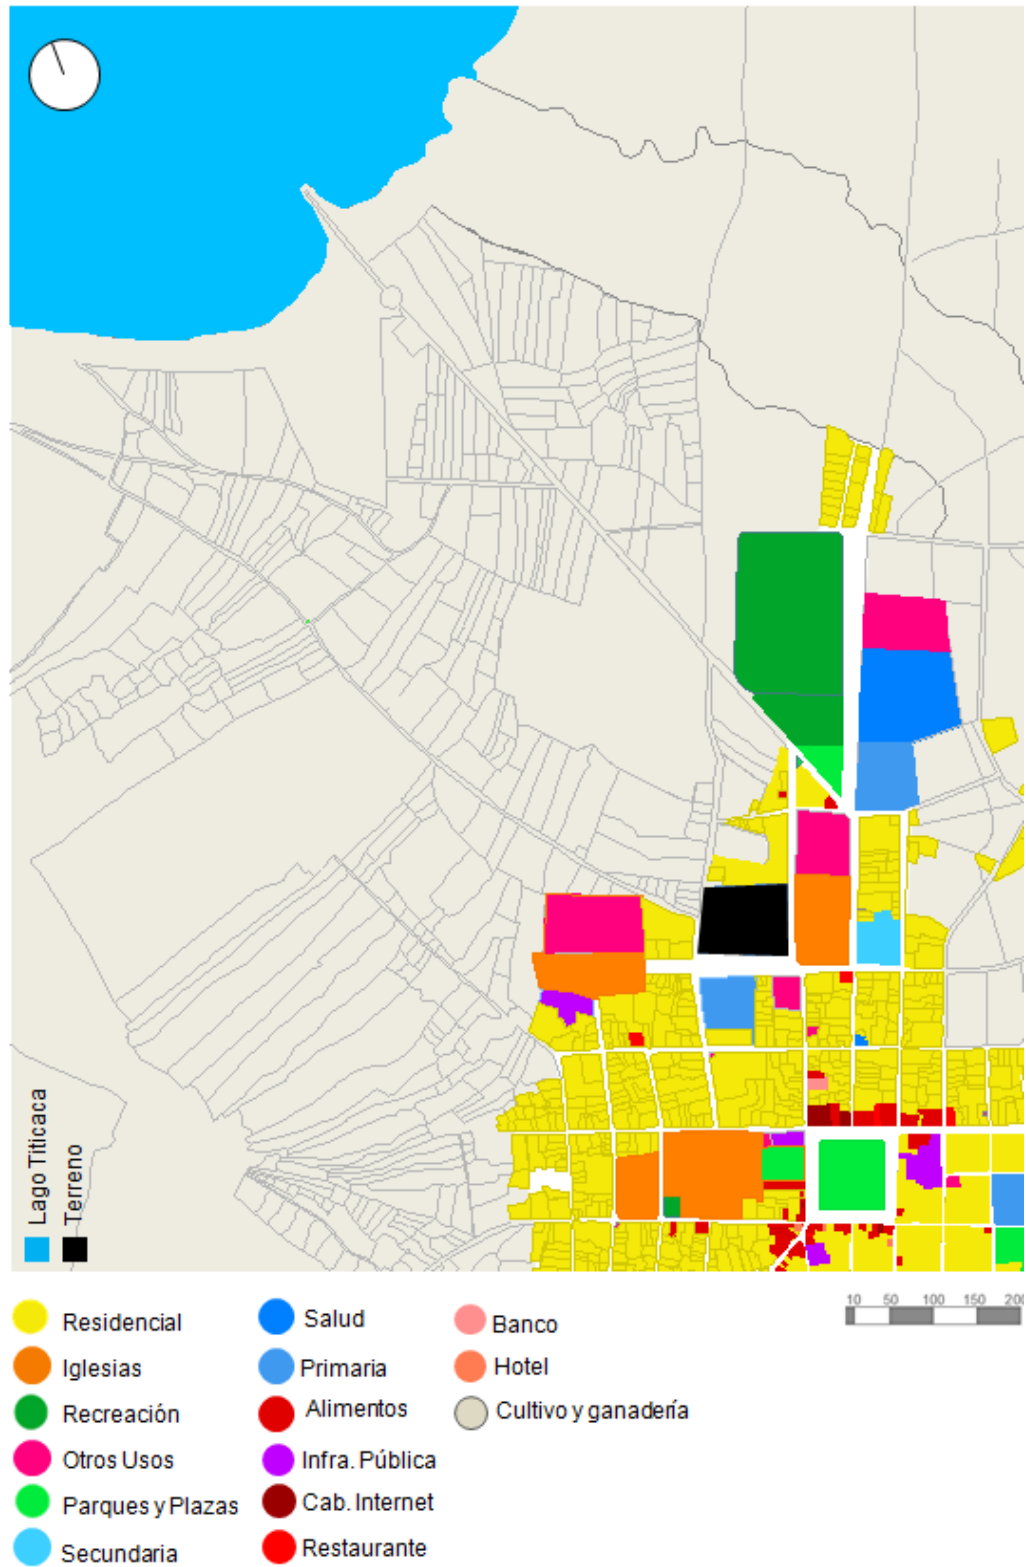 Lago Titicaca
Terreno
10 50 100 150 200
Residencial
Iglesias
Recreación
Otros Usos
Parques y Plazas
Secundaria
Salud
Primaria
Alimentos
Infra. Pública
Cab. Internet
Restaurante
Banco
Hotel
Cultivo y ganadería